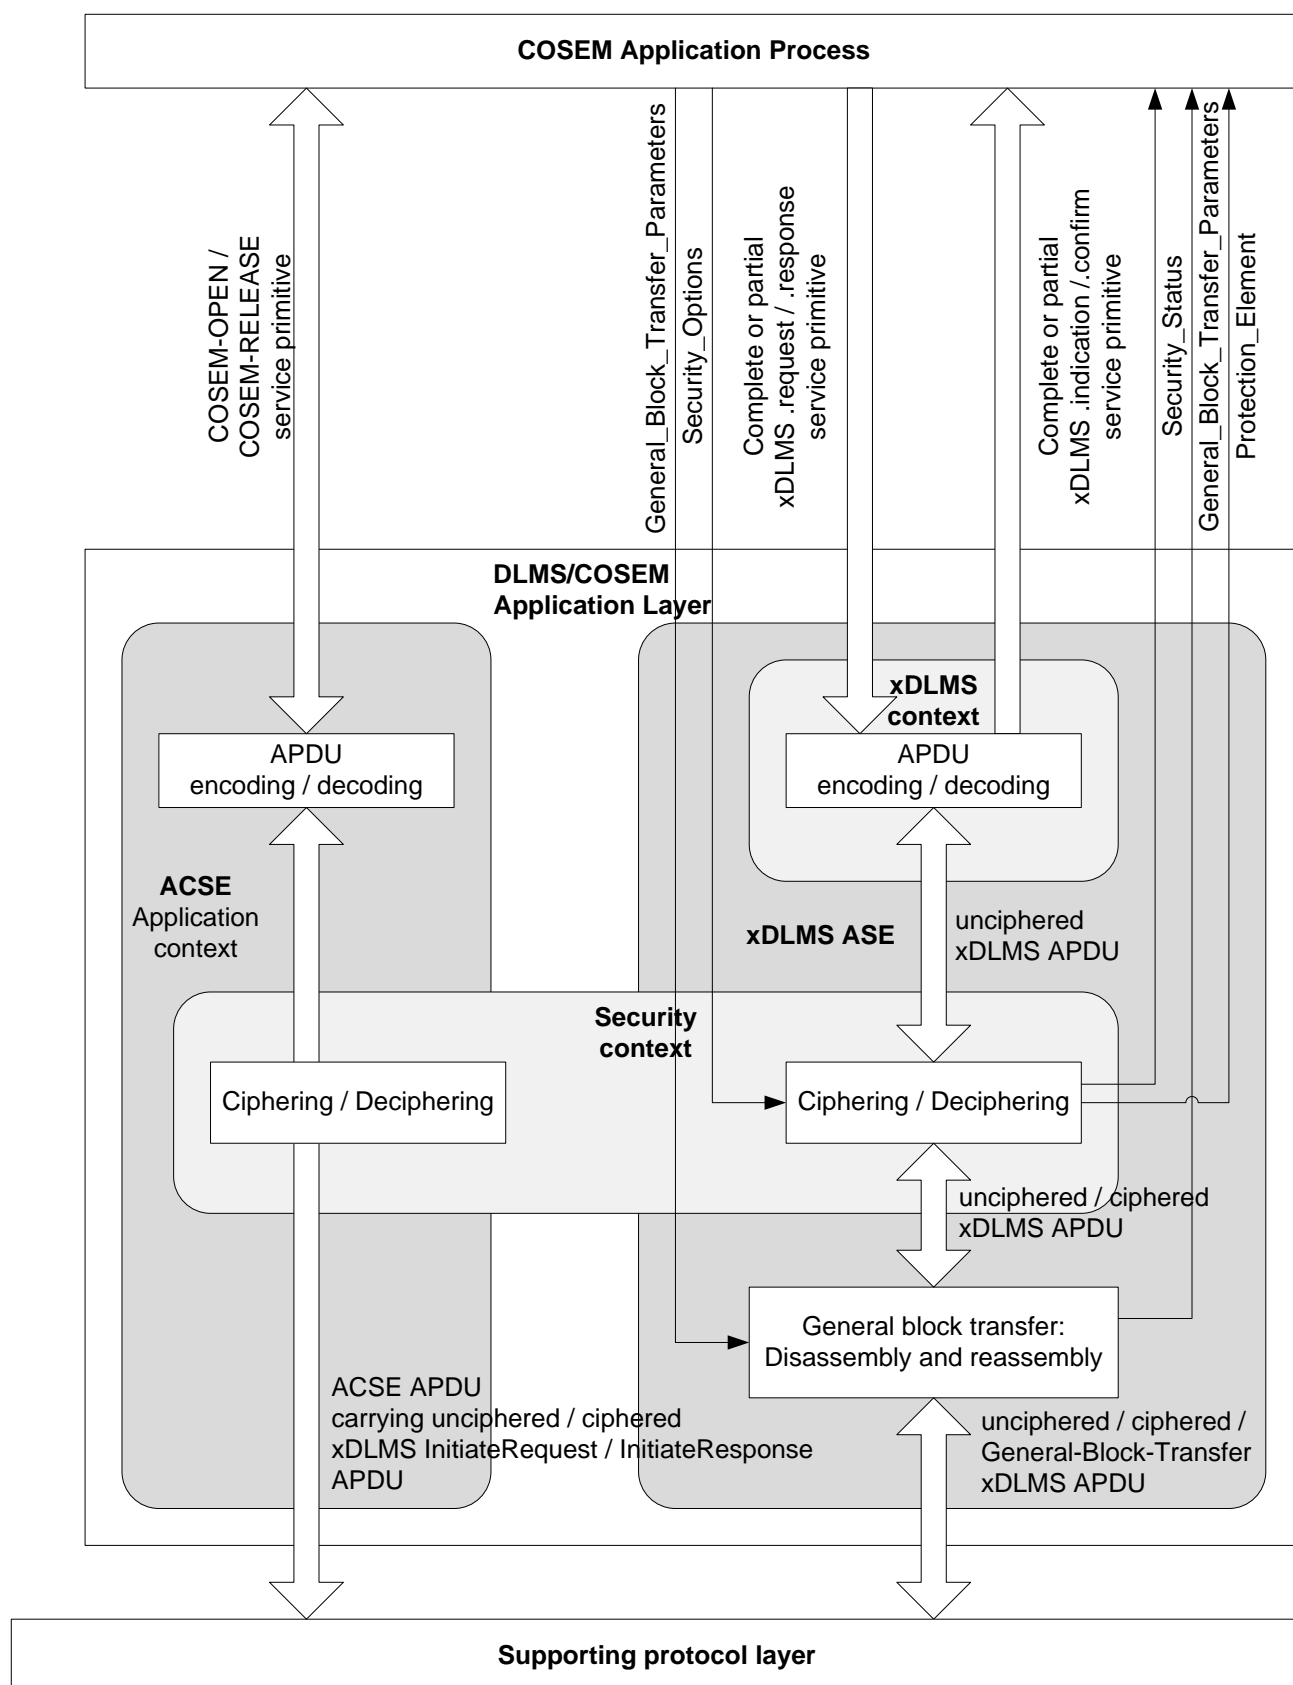 COSEM Application Process
COSEM-OPEN /
COSEM-RELEASE
service primitive
General_Block_Transfer_Parameters
Security_Options
Complete or partial
xDLMS .request / .response
service primitive
Complete or partial
xDLMS .indication /.confirm
service primitive
Security_Status
General_Block_Transfer_Parameters
Protection_Element
DLMS/COSEM
Application Layer
xDLMS
context
APDU
encoding / decoding
APDU
encoding / decoding
ACSE
Application
context
xDLMS ASE
unciphered
xDLMS APDU
Security
context
Ciphering / Deciphering
Ciphering / Deciphering
unciphered / ciphered
xDLMS APDU
General block transfer:
Disassembly and reassembly
ACSE APDU
carrying unciphered / ciphered
xDLMS InitiateRequest / InitiateResponse
APDU
unciphered / ciphered /
General-Block-Transfer
xDLMS APDU
Supporting protocol layer